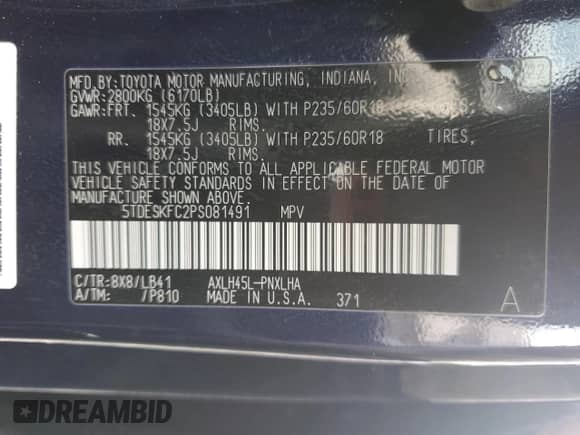 MFD.BY:TOYOTA MOTOR MANUFACTURING, INDIANA, INC.
GVWR:2800KG (6170LB)
GAWR:FRT. 1545KG (3405LB) WITH P235/60R18
18X7.5J RIMS.
RR. 1545KG (3405LB) WITH P235/60R18 TIRES,
18X7.5J RIMS.
THIS VEHICLE CONFORMS TO ALL APPLICABLE FEDERAL MOTOR
VEHICLE SAFETY STANDARDS IN EFFECT ON THE DATE OF
MANUFACTURE SHOWN ABOVE.
5TDESKFC2PS081491 MPV
C/TR:8X8/LB41 AXLH45L-PNXLHA
A/TM: /P810 MADE IN U.S.A. 371
A
DREAMBID